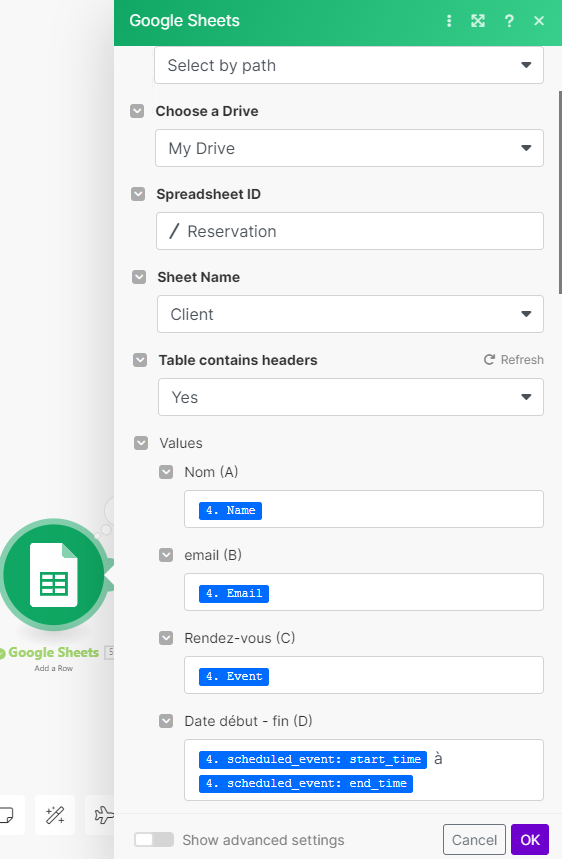 Google Sheets
?
Select by path
Choose a Drive
My Drive
Spreadsheet ID
/ Reservation
Sheet Name
Client
Table contains headers
Refresh
Yes
Values
Nom (A)
4. Name
email (B)
4. Email
Rendez-vous (C)
4. Event
Date début - fin (D)
4. scheduled_event: start_time à
4. scheduled_event: end_time
Google Sheets 5
Add a Row
Show advanced settings
Cancel
OK